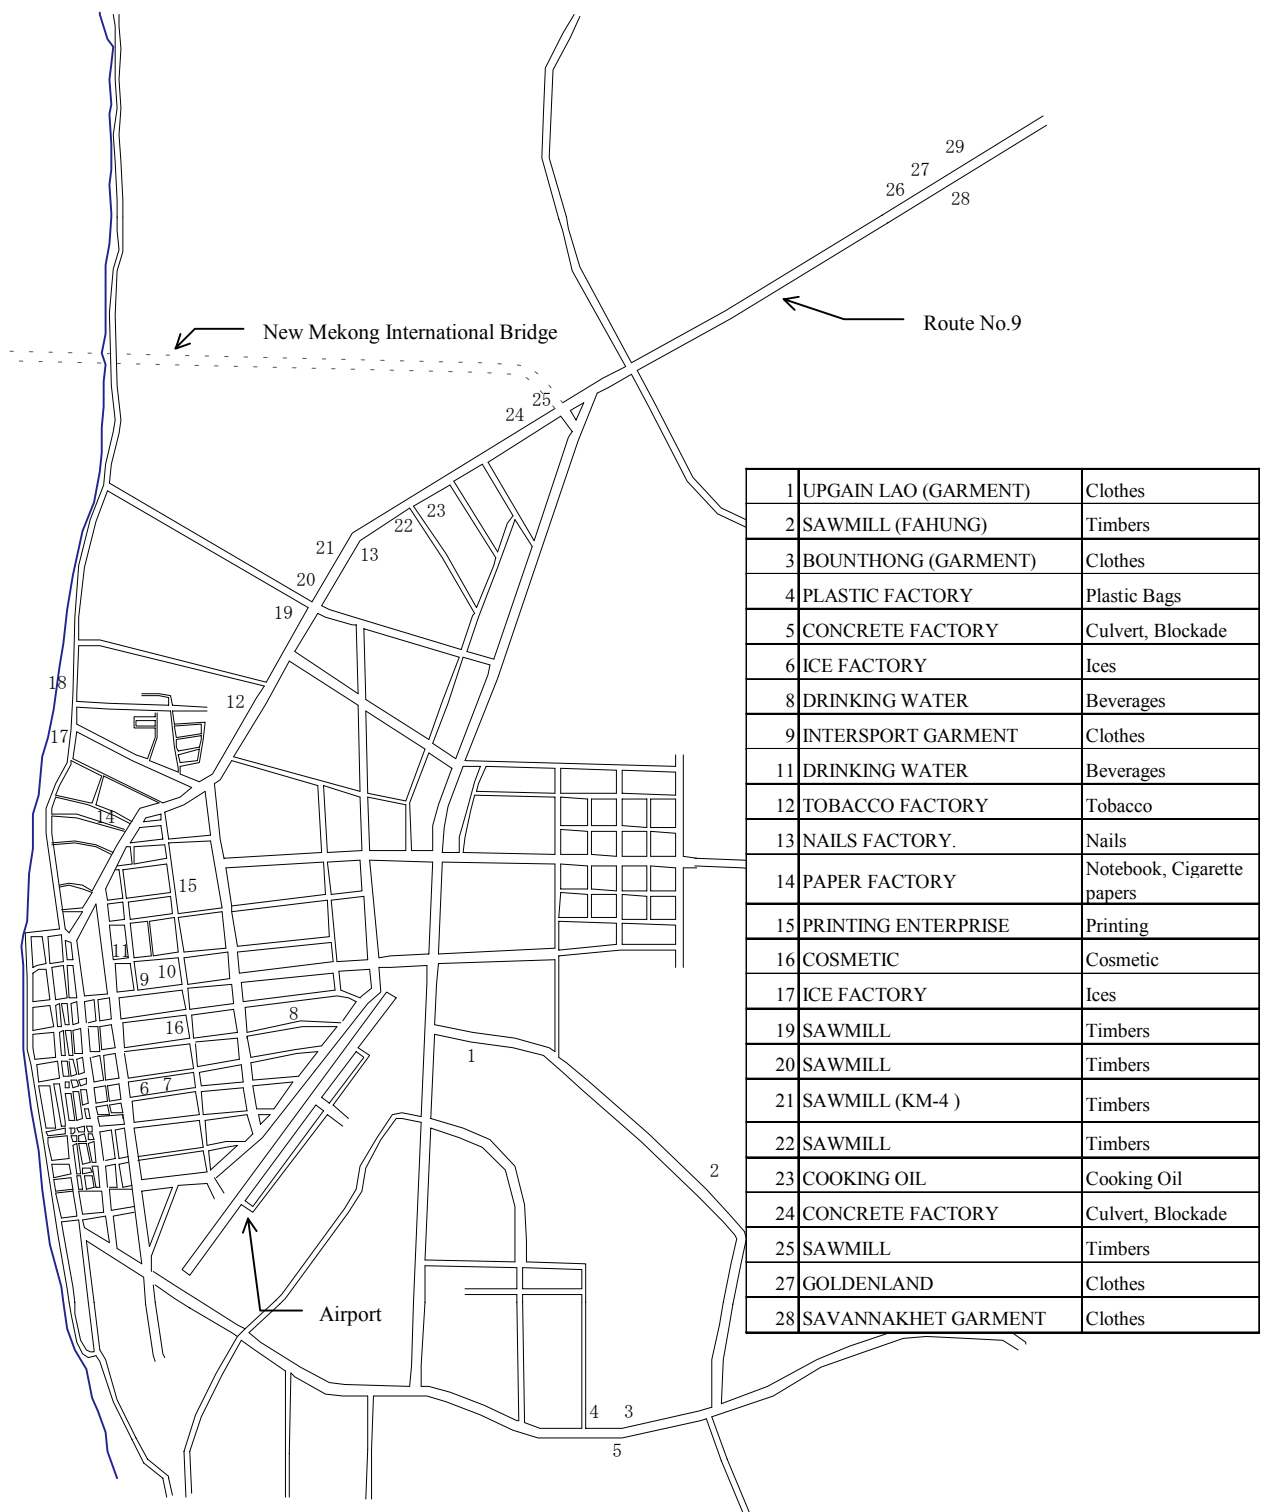 29
27
26
28
New Mekong International Bridge
Route No.9
25
24
23
22
21
13
20
19
18
12
17
14
15
11
9
10
16
8
1
6
7
2
Airport
4
3
5
1 UPGAIN LAO (GARMENT) Clothes
2 SAWMILL (FAHUNG) Timbers
3 BOUNTHONG (GARMENT) Clothes
4 PLASTIC FACTORY Plastic Bags
5 CONCRETE FACTORY Culvert, Blockade
6 ICE FACTORY Ices
8 DRINKING WATER Beverages
9 INTERSPORT GARMENT Clothes
11 DRINKING WATER Beverages
12 TOBACCO FACTORY Tobacco
13 NAILS FACTORY. Nails
14 PAPER FACTORY Notebook, Cigarette
papers
15 PRINTING ENTERPRISE Printing
16 COSMETIC Cosmetic
17 ICE FACTORY Ices
19 SAWMILL Timbers
20 SAWMILL Timbers
21 SAWMILL (KM-4 ) Timbers
22 SAWMILL Timbers
23 COOKING OIL Cooking Oil
24 CONCRETE FACTORY Culvert, Blockade
25 SAWMILL Timbers
27 GOLDENLAND Clothes
28 SAVANNAKHET GARMENT Clothes